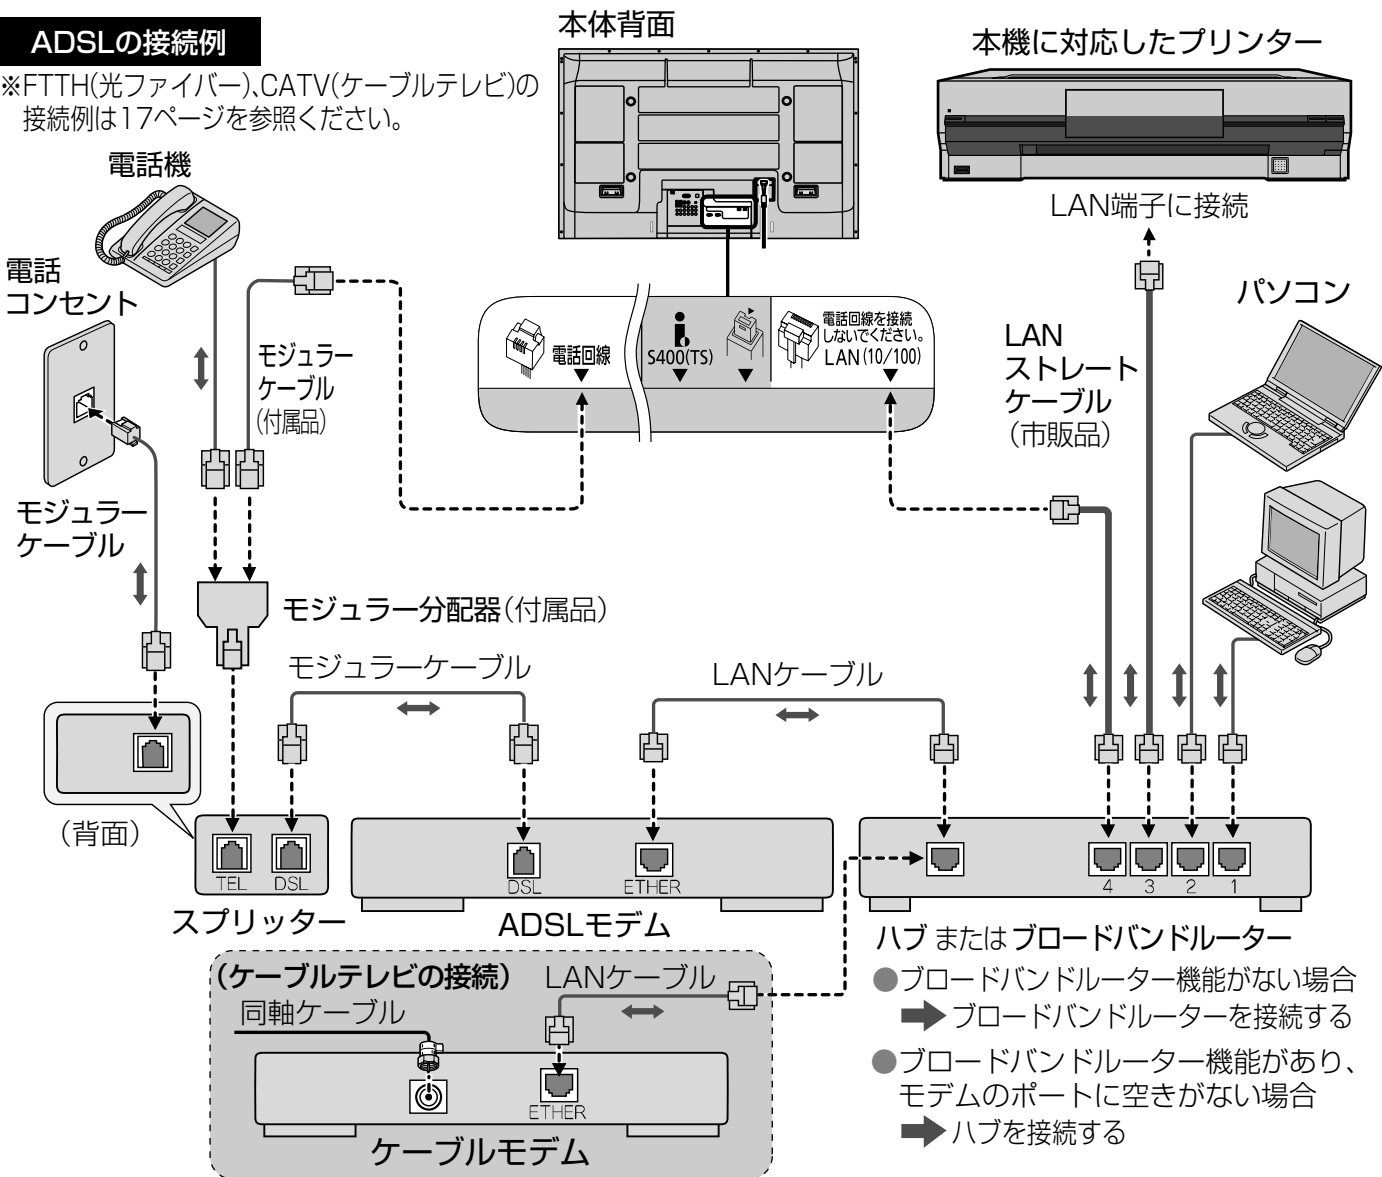 ADSLの接続例
※FTTH(光ファイバー)、CATV(ケーブルテレビ)の
接続例は17ページを参照ください。
本体背面
本機に対応したプリンター
LAN端子に接続
電話機
電話
コンセント
モジュラー
ケーブル
(付属品)
電話回線
i
S400(TS)
電話回線を接続
しないでください。
LAN(10/100)
LAN
ストレート
ケーブル
(市販品)
パソコン
モジュラー
ケーブル
モジュラー分配器(付属品)
モジュラーケーブル
LANケーブル
(背面)
TEL
DSL
スプリッター
DSL
ETHER
ADSLモデム
4
3
2
1
ハブ または ブロードバンドルーター
●ブロードバンドルーター機能がない場合
➡ブロードバンドルーターを接続する
●ブロードバンドルーター機能があり、
モデムのポートに空きがない場合
➡ハブを接続する
(ケーブルテレビの接続)
LANケーブル
同軸ケーブル
ETHER
ケーブルモデム